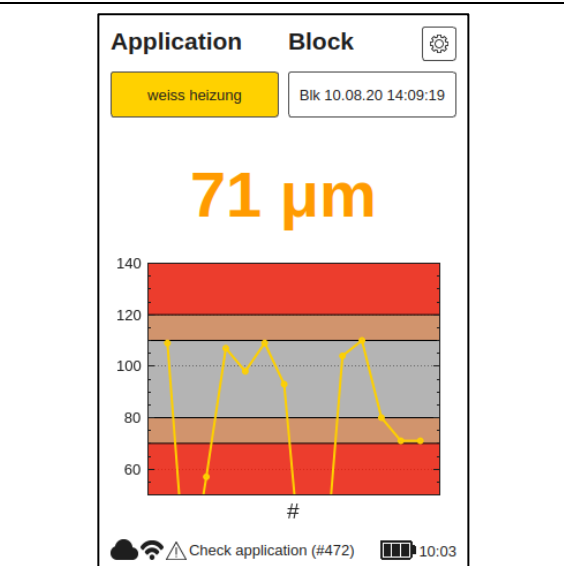 Application Block
weiss heizung Blk 10.08.20 14:09:19
71 µm
140
120
100
80
60
#
Check application (#472) 10:03